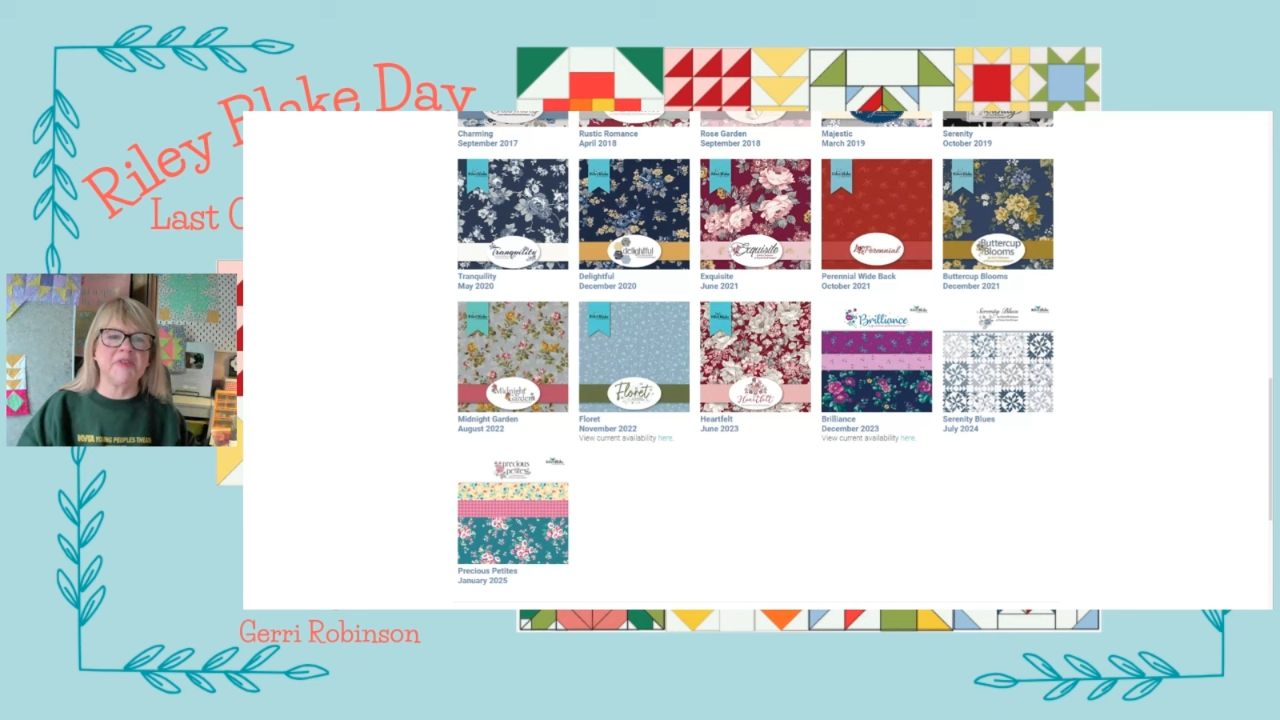 Riley Blake Day
Last
Charming
September 2017
Rustic Romance
April 2018
Rose Garden
September 2018
Majestic
March 2019
Serenity
October 2019
Tranquility
Tranquility
May 2020
delightful
Delightful
December 2020
Exquisite
Exquisite
June 2021
Perennial
Perennial Wide Back
October 2021
Buttercup
Blooms
Buttercup Blooms
December 2021
Midnight
Garden
Midnight Garden
August 2022
Floret
Floret
November 2022
View current availability here.
Heartfelt
Heartfelt
June 2023
Brilliance
Brilliance
December 2023
View current availability here.
Serenity Blues
Serenity Blues
July 2024
precious
petites
Precious Petites
January 2025
YOUNG PEOPLES THEATR
Gerri Robinson